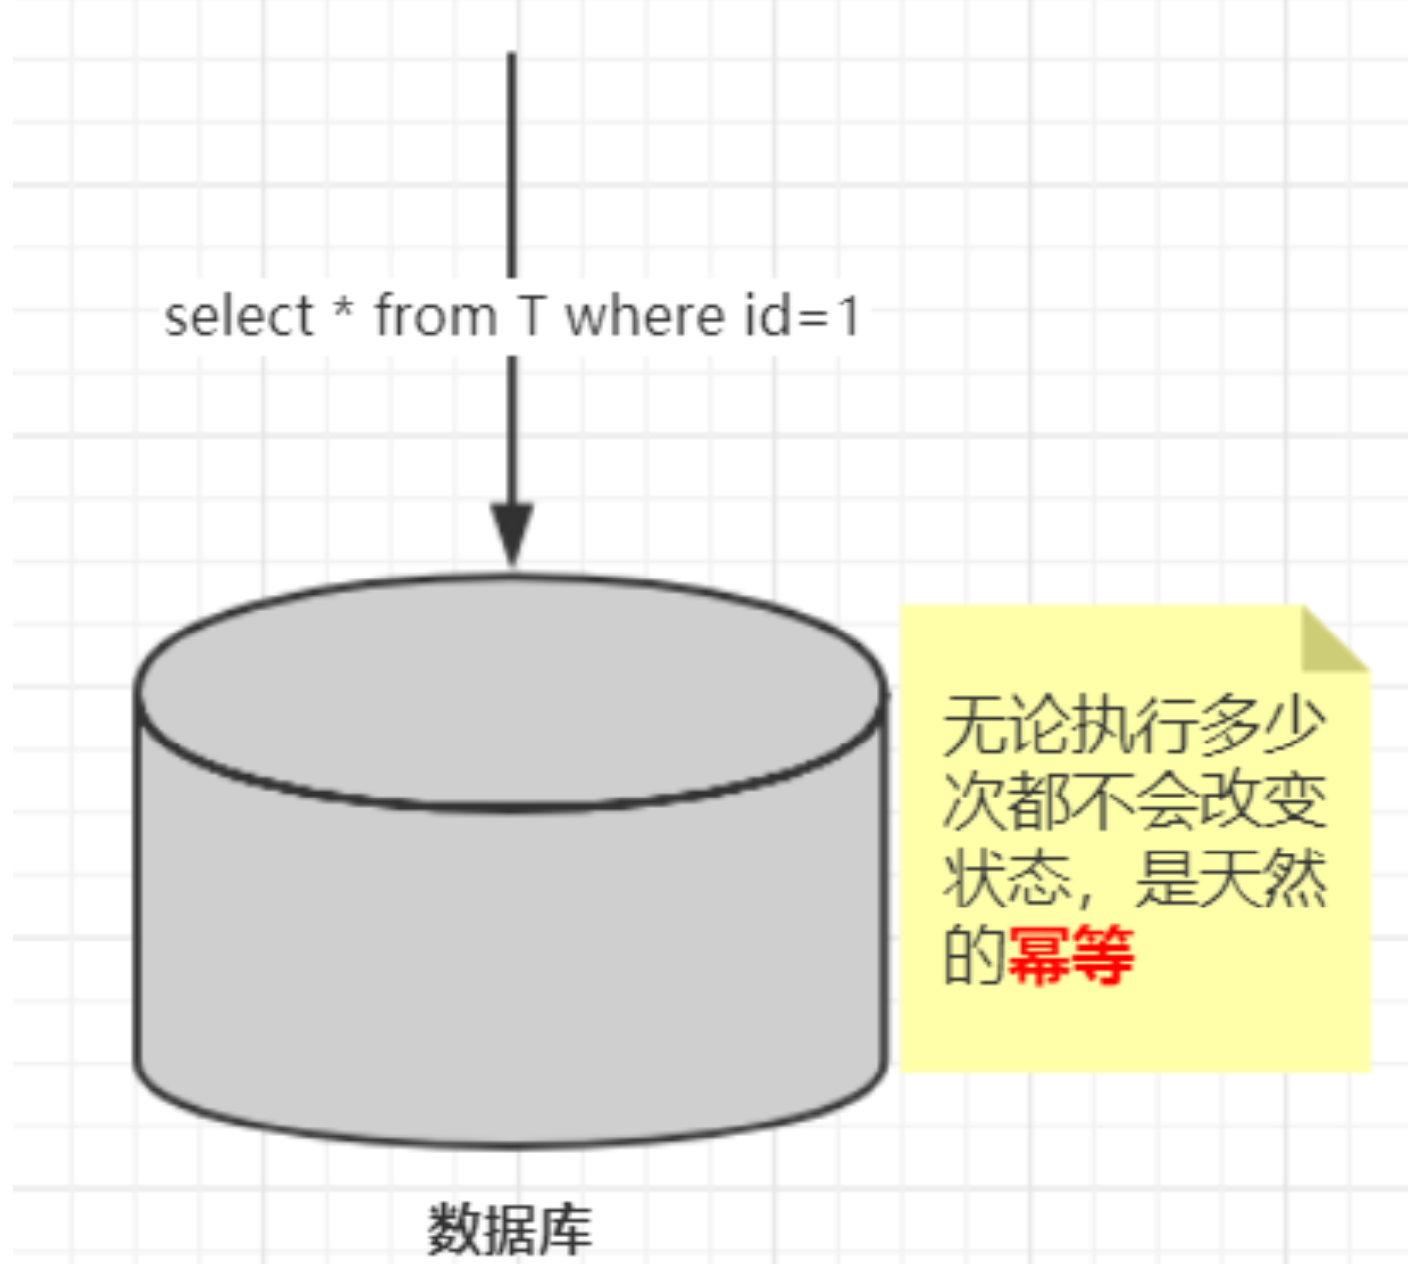 select * from T where id=1
无论执行多少
次都不会改变
状态，是天然
的幂等
数据库